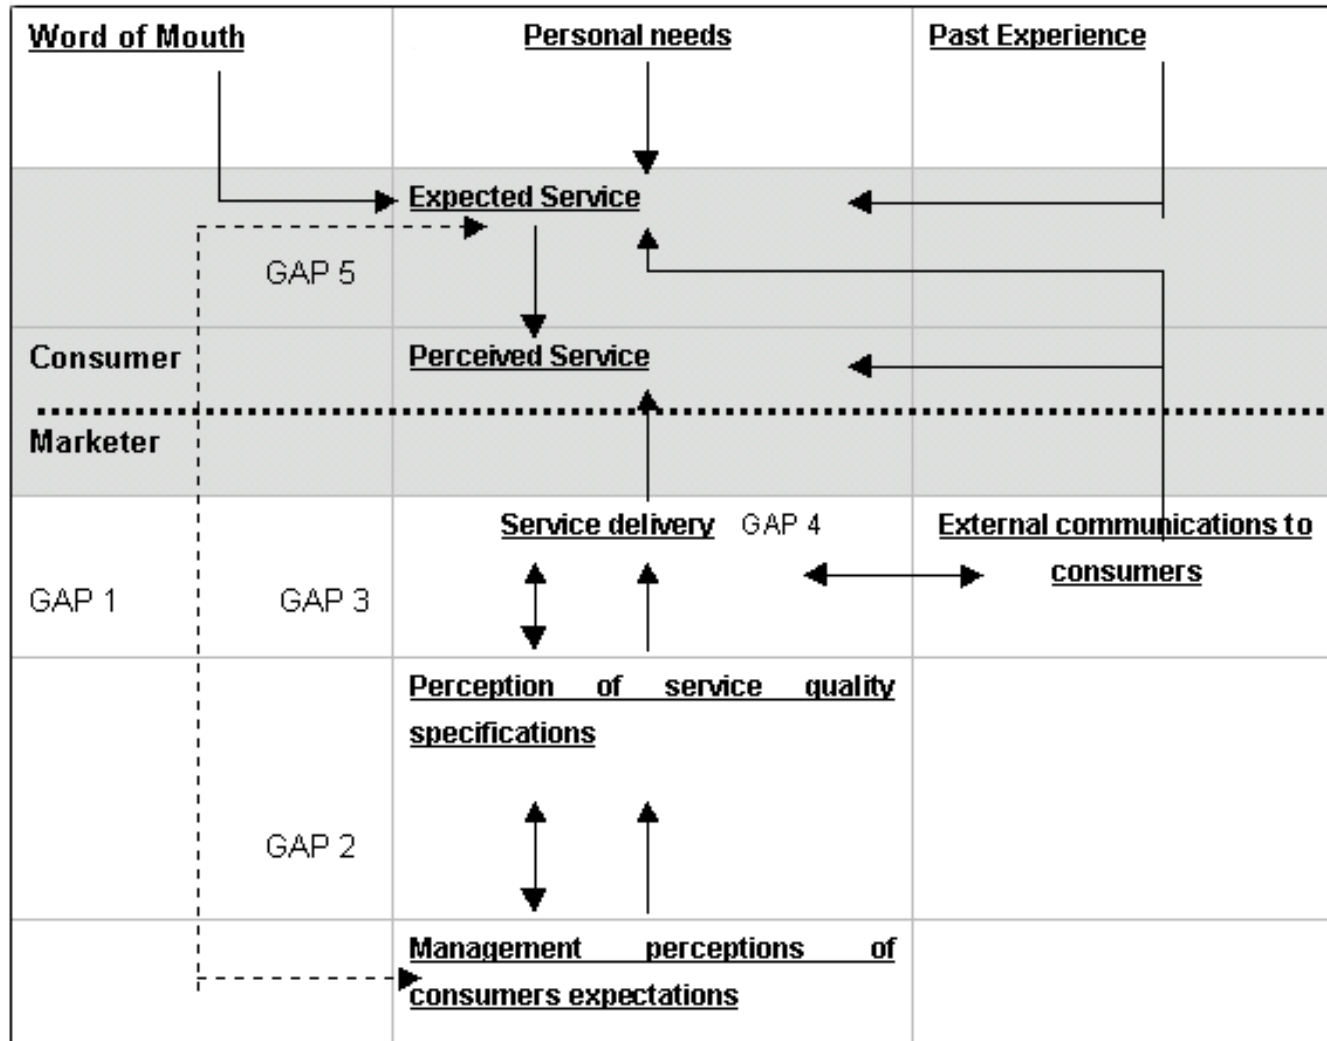 Word of Mouth
Personal needs
Past Experience
Expected Service
GAP 5
Consumer
Perceived Service
Marketer
Service delivery GAP 4
External communications to
consumers
GAP 1
GAP 3
Perception of service quality
specifications
GAP 2
Management perceptions of
consumers expectations